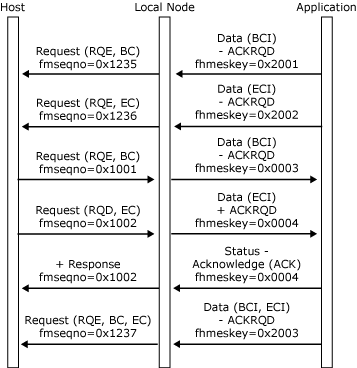 Host Local Node Application
Request (RQE, BC)
fmseqno=0x1235
Data (BCI)
- ACKRQD
fhmeskey=0x2001
Request (RQE, EC)
fmseqno=0x1236
Data (ECI)
- ACKRQD
fhmeskey=0x2002
Request (RQE, BC)
fmseqno=0x1001
Data (BCI)
- ACKRQD
fhmeskey=0x0003
Request (RQD, EC)
fmseqno=0x1002
Data (ECI)
+ ACKRQD
fhmeskey=0x0004
+ Response
fmseqno=0x1002
Status -
Acknowledge (ACK)
fhmeskey=0x0004
Request (RQE, BC, EC)
fmseqno=0x1237
Data (BCI, ECI)
- ACKRQD
fhmeskey=0x2003